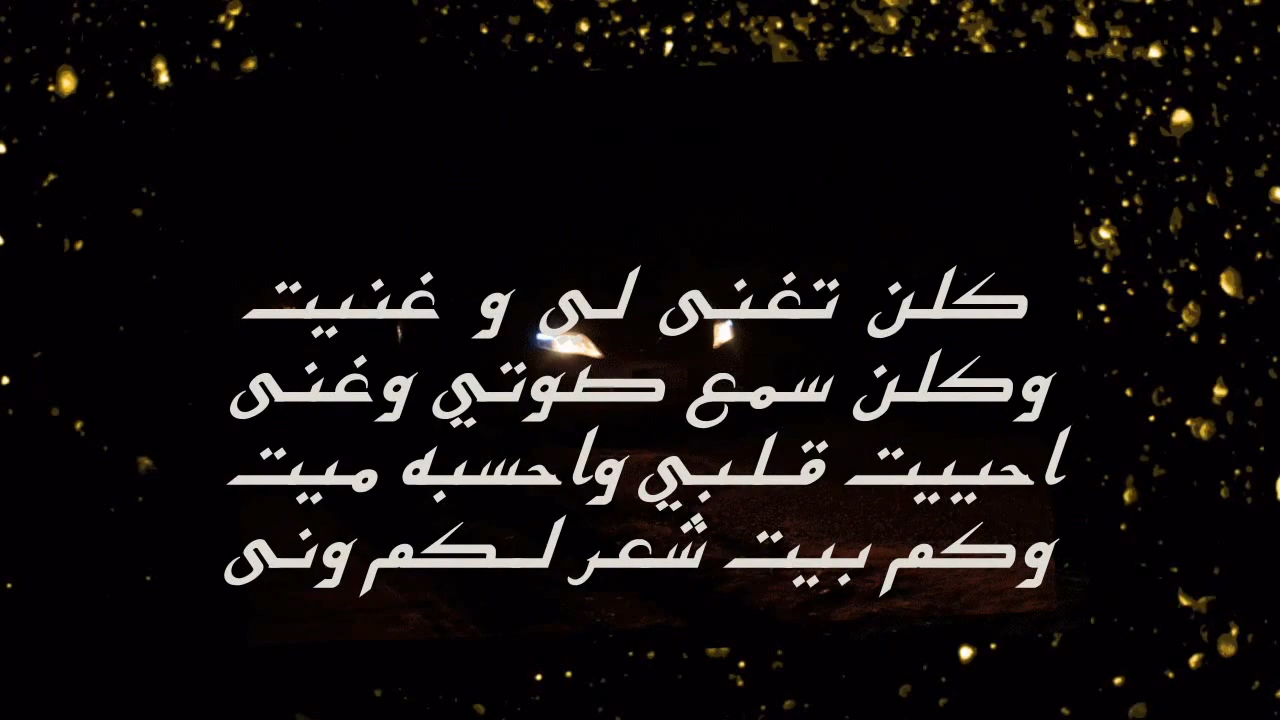 كلن تغنى لي و غنيت
وكلن سمع صوتي وغنى
احييت قلبي واحسبه ميت
وكم بيت شعر لكم ونى